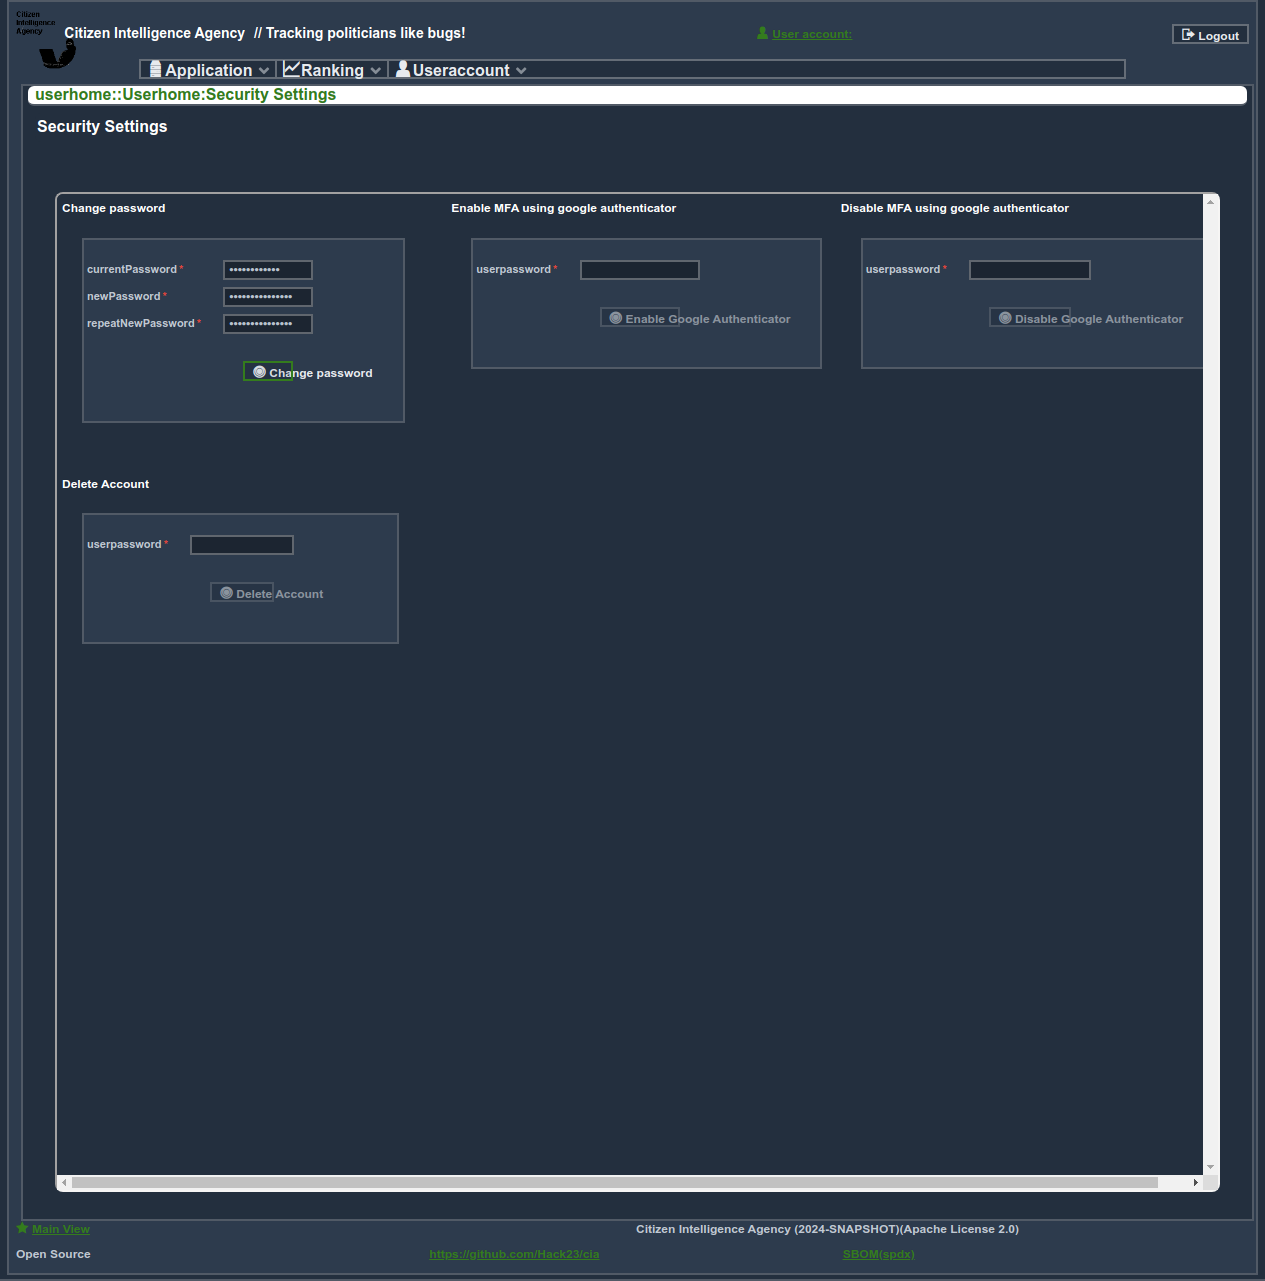 Citizen
Intelligence
Agency
Citizen Intelligence Agency // Tracking politicians like bugs!
User account:
Logout
Application
Ranking
Useraccount
userhome::Userhome:Security Settings
Security Settings
Change password
Enable MFA using google authenticator
Disable MFA using google authenticator
currentPassword *
••••••••••••
userpassword *
userpassword *
newPassword *
•••••••••••••••
repeatNewPassword *
•••••••••••••••
Enable Google Authenticator
Disable Google Authenticator
Change password
Delete Account
userpassword *
Delete Account
Main View
Citizen Intelligence Agency (2024-SNAPSHOT)(Apache License 2.0)
Open Source
https://github.com/Hack23/cia
SBOM(spdx)